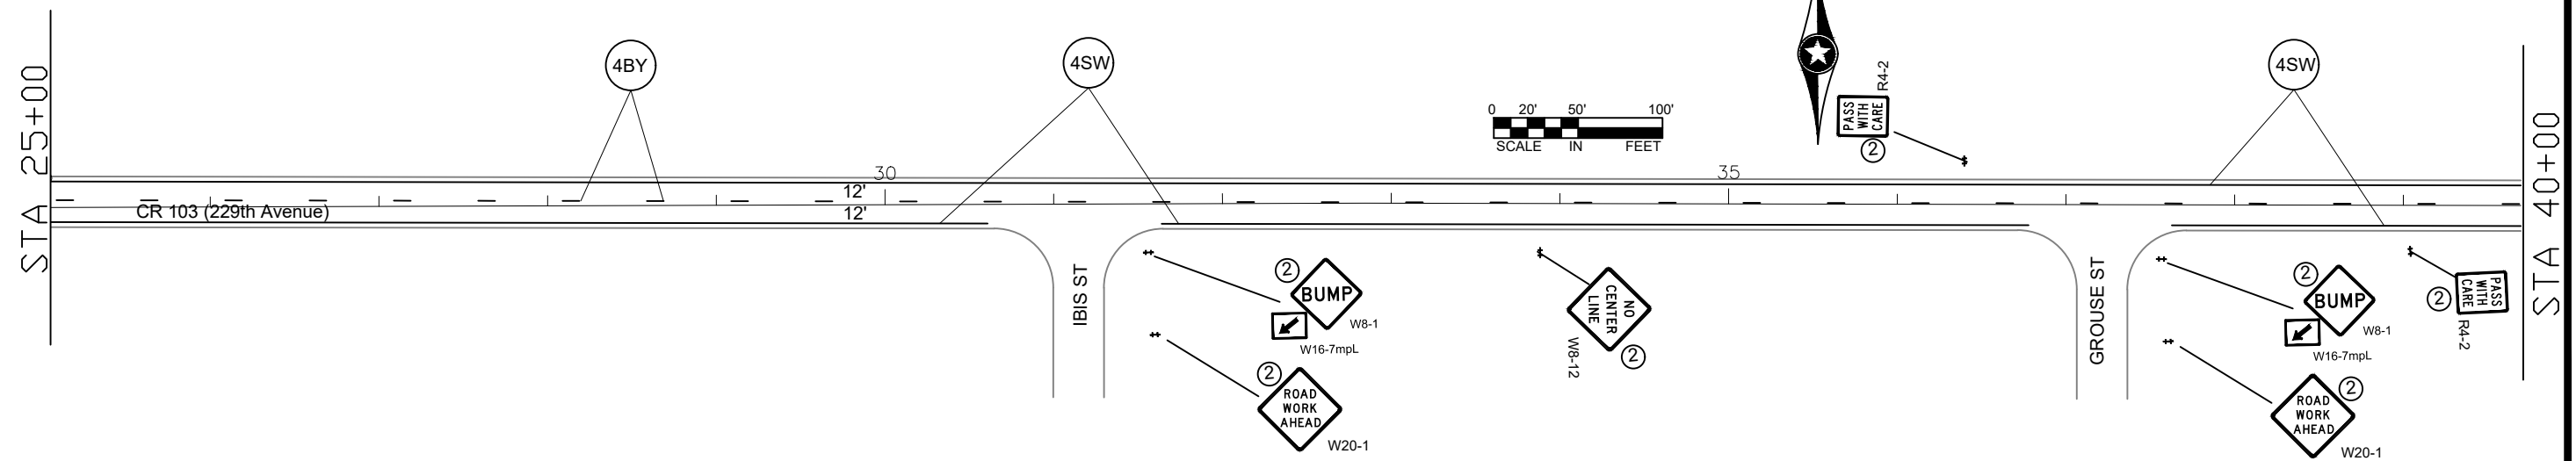 STA 25+00
4BY
4SW
0 20' 50' 100'
SCALE IN FEET
PASS
WITH
CARE
R4-2
2
4SW
STA 40+00
30
35
12'
12'
CR 103 (229th Avenue)
IBIS ST
2
BUMP
W8-1
W16-7mpL
2
ROAD
WORK
AHEAD
W20-1
NO
CENTER
LINE
W8-12
2
GROUSE ST
2
BUMP
W8-1
W16-7mpL
2
ROAD
WORK
AHEAD
W20-1
PASS
WITH
CARE
2
R4-2